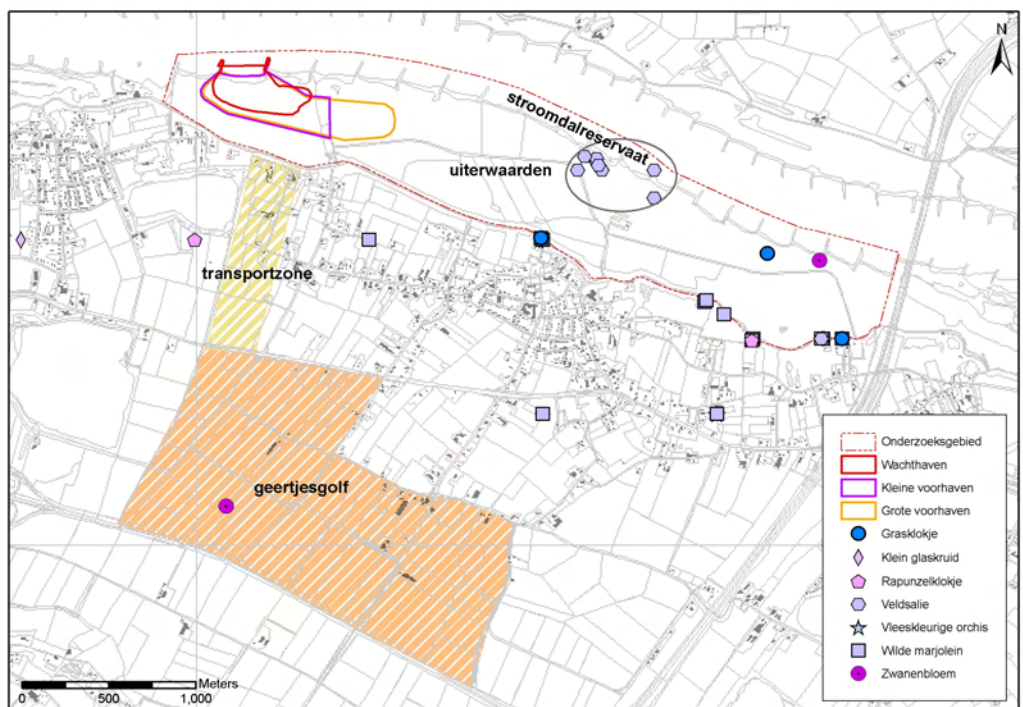 N
stroomdalreservaat
uiterwaarden
transportzone
geertjesgolf
Onderzoeksgebied
Wachthaven
Kleine voorhaven
Grote voorhaven
Grasklokje
Klein glaskruid
Rapunzelklokje
Veldsalie
Vleeskleurige orchis
Wilde marjolein
Zwanenbloem
Meters
0 500 1,000